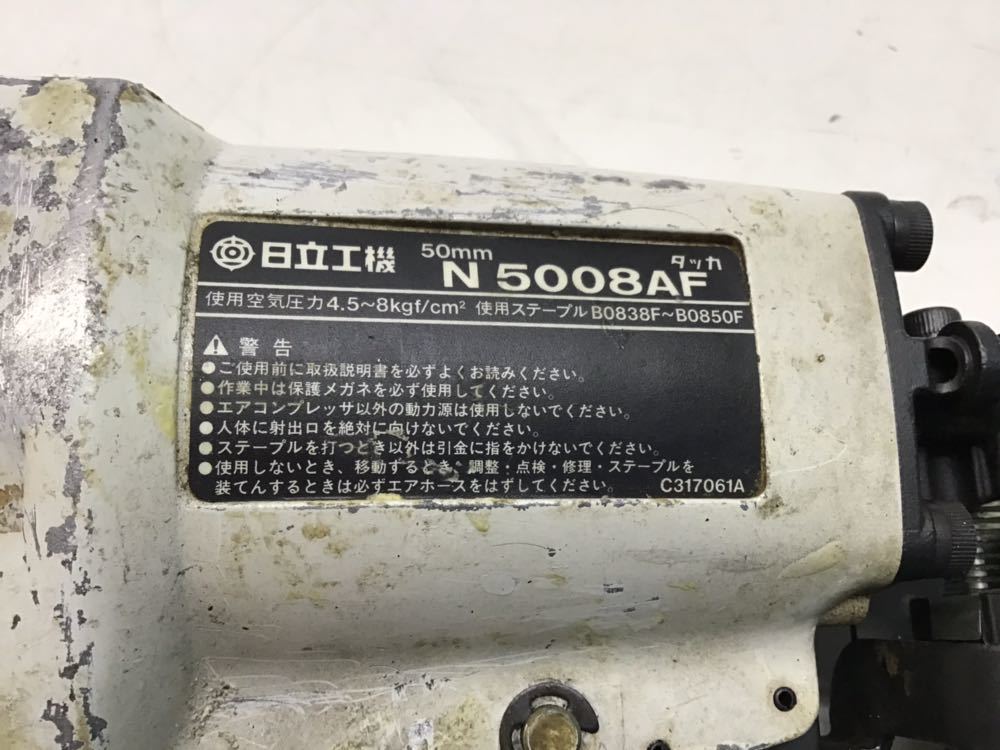 日立工機 50mm N 5008AF タッカ
使用空気圧力4.5~8kgf/cm² 使用ステープルB0838F~B0850F
警告
●ご使用前に取扱説明書を必ずよくお読みください。
●作業中は保護メガネを必ず使用してください。
●エアコンプレッサ以外の動力源は使用しないでください。
●人体に射出口を絶対に向けないでください。
●ステープルを打つとき以外は引金に指をかけないでください。
●使用しないとき、移動するとき、調整・点検・修理・ステープルを
装てんするときは必ずエアホースをはずしてください。 C317061A